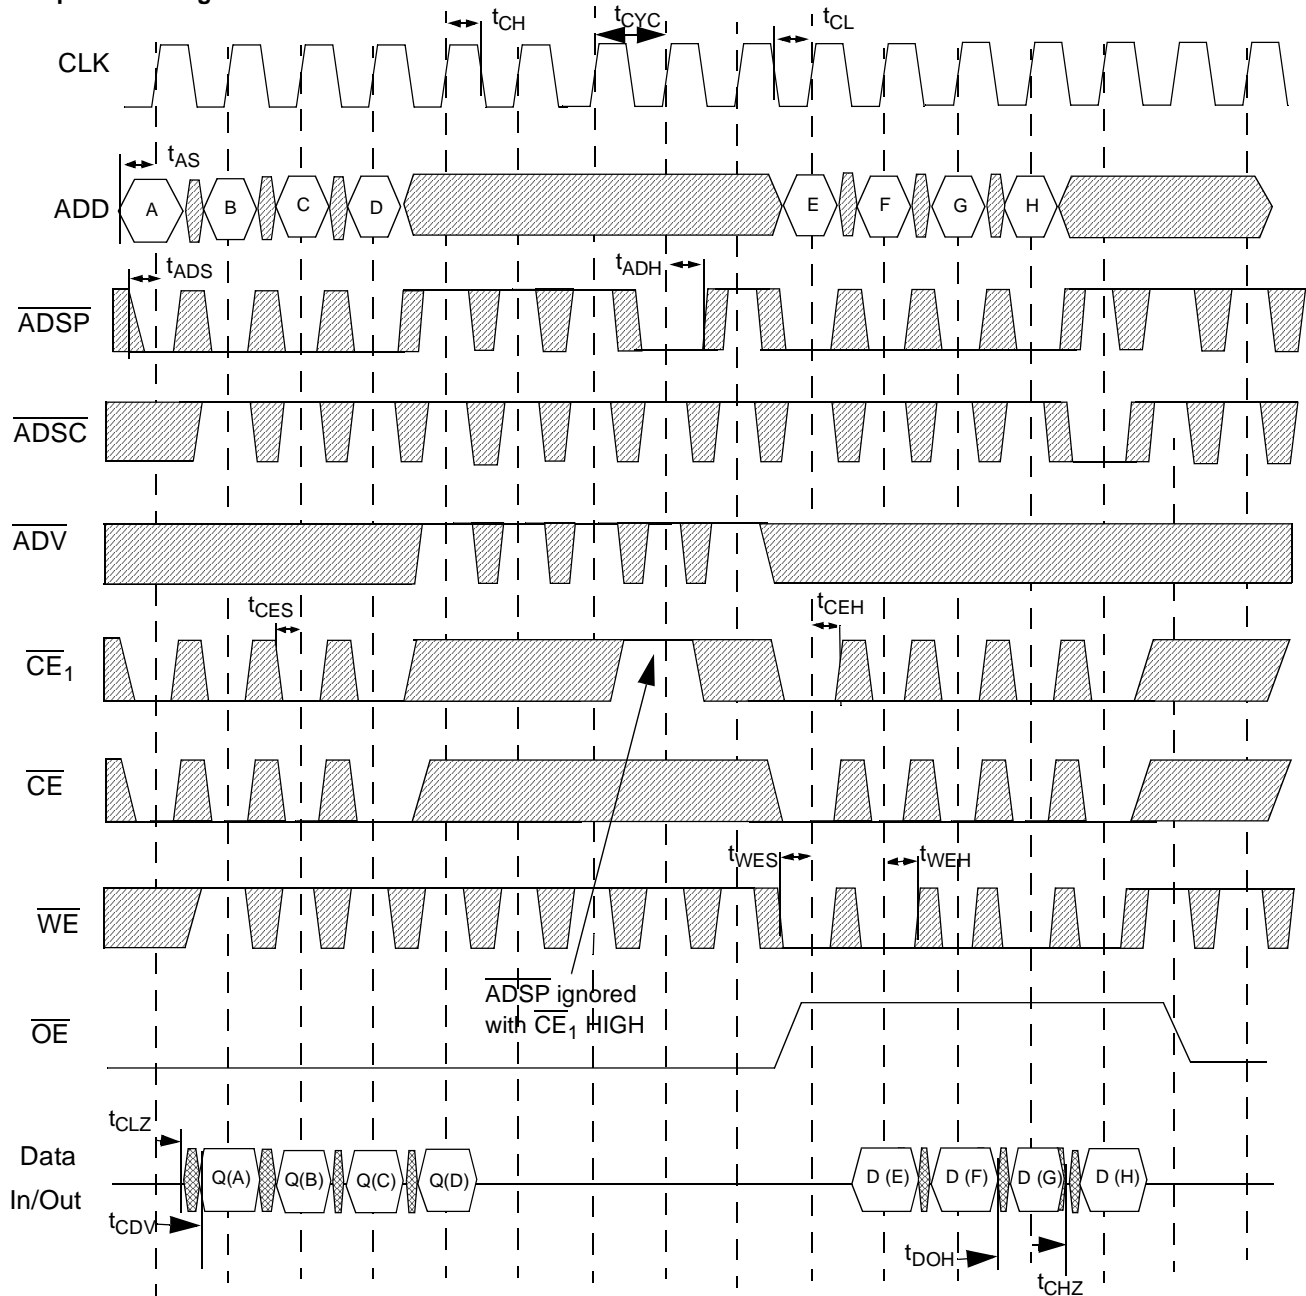 tCH
tCYC
tCL
CLK
tAS
ADD
A
B
C
D
E
F
G
H
tADS
tADH
ADSP
ADSC
ADV
tCES
tCEH
CE1
CE
tWES
tWEH
WE
ADSP ignored
with CE1 HIGH
OE
tCLZ
Data
In/Out
Q(A)
Q(B)
Q(C)
Q(D)
D (E)
D (F)
D (G)
D (H)
tCDV
tDOH
tCHZ